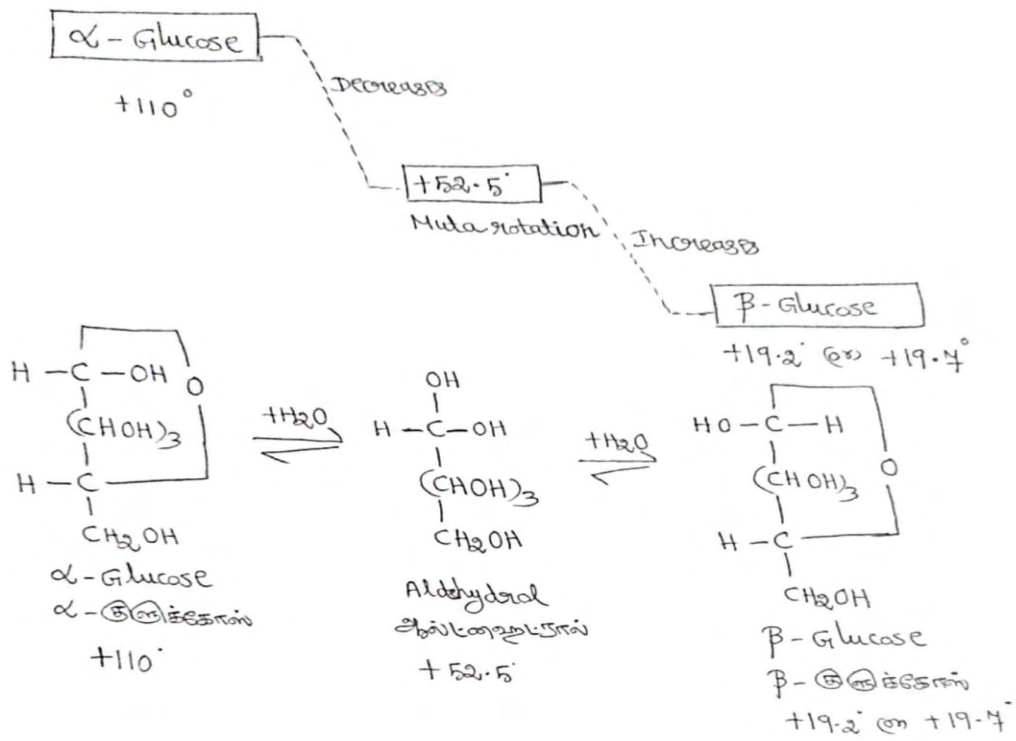 α - Glucose
+110°
Decreases
+52.5°
Muta rotation
Increases
β - Glucose
+19.2° (or) +19.7°
H - C - OH
O
(CHOH)3
H - C
CH2OH
α - Glucose
α - குளுக்கோஸ்
+110°
+H2O
OH
H - C - OH
(CHOH)3
CH2OH
Aldehydrol
+52.5°
+H2O
HO - C - H
(CHOH)3
O
H - C
CH2OH
β - Glucose
β - குளுக்கோஸ்
+19.2° (or) +19.7°